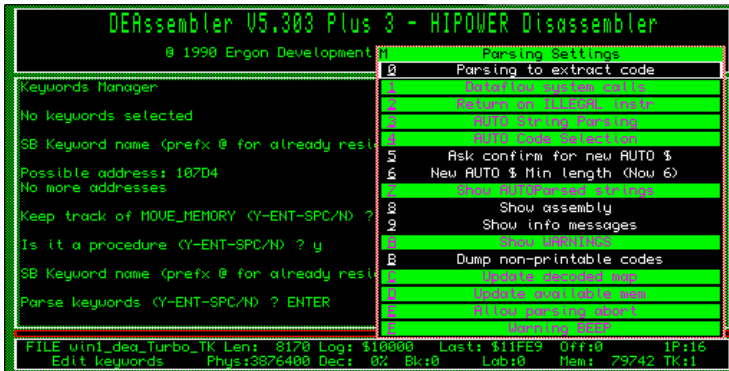 DEAssembler V5.303 Plus 3 - HIPOWER Disassembler
@ 1990 Ergon Development
M Parsing Settings
0 Parsing to extract code
1 Dataflow system calls
2 Return on ILLEGAL instr
3 AUTO String Parsing
4 AUTO Code Selection
5 Ask confirm for new AUTO $
6 New AUTO $ Min length (Now 6)
7 Show AUTOParsed strings
8 Show assembly
9 Show info messages
A Show WARNINGS
B Dump non-printable codes
C Update decoded map
D Update available mem
E Allow parsing abort
F Warning BEEP
Keywords Manager
No keywords selected
SB Keyword name (prefix @ for already resi
Possible address: 107D4
No more addresses
Keep track of MOVE_MEMORY (Y-ENT-SPC/N) ?
Is it a procedure (Y-ENT-SPC/N) ? y
SB Keyword name (prefix @ for already resi
Parse keywords (Y-ENT-SPC/N) ? ENTER
FILE win1_dea_Turbo_TK Len: 8170 Log: $10000 Last: $11FE9 Off:0 IP:16
Edit keywords Phys:3876400 Dec: 0% Bk:0 Lab:0 Mem: 79742 TK:1